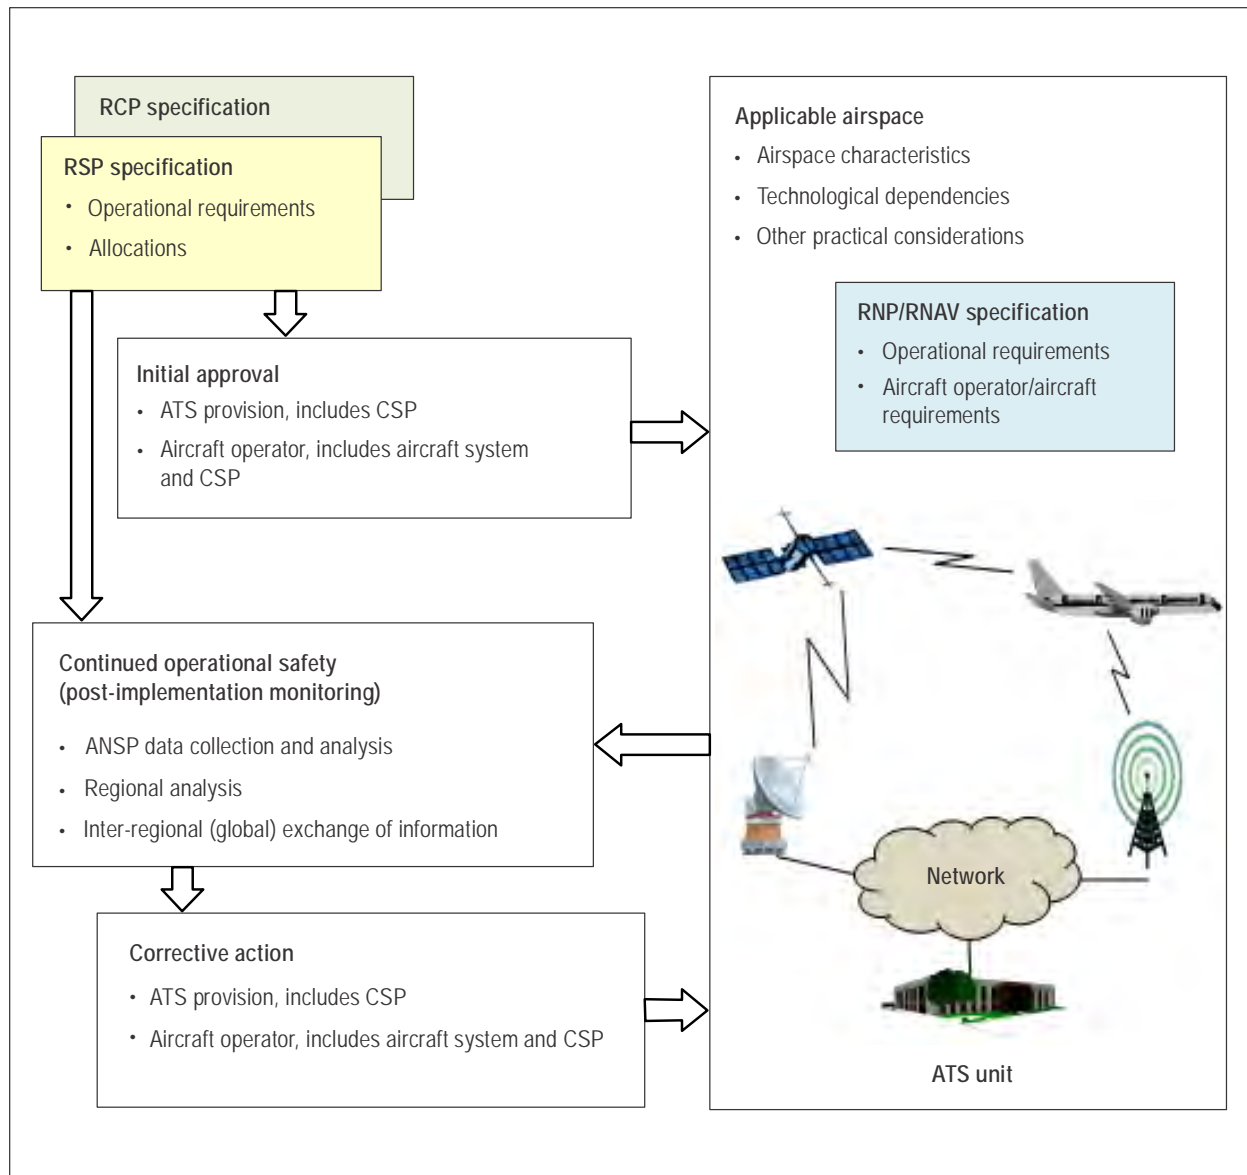 RCP specification
RSP specification
• Operational requirements
• Allocations
Initial approval
• ATS provision, includes CSP
• Aircraft operator, includes aircraft system
and CSP
Continued operational safety
(post-implementation monitoring)
• ANSP data collection and analysis
• Regional analysis
• Inter-regional (global) exchange of information
Corrective action
• ATS provision, includes CSP
• Aircraft operator, includes aircraft system and CSP
Applicable airspace
• Airspace characteristics
• Technological dependencies
• Other practical considerations
RNP/RNAV specification
• Operational requirements
• Aircraft operator/aircraft
requirements
Network
ATS unit